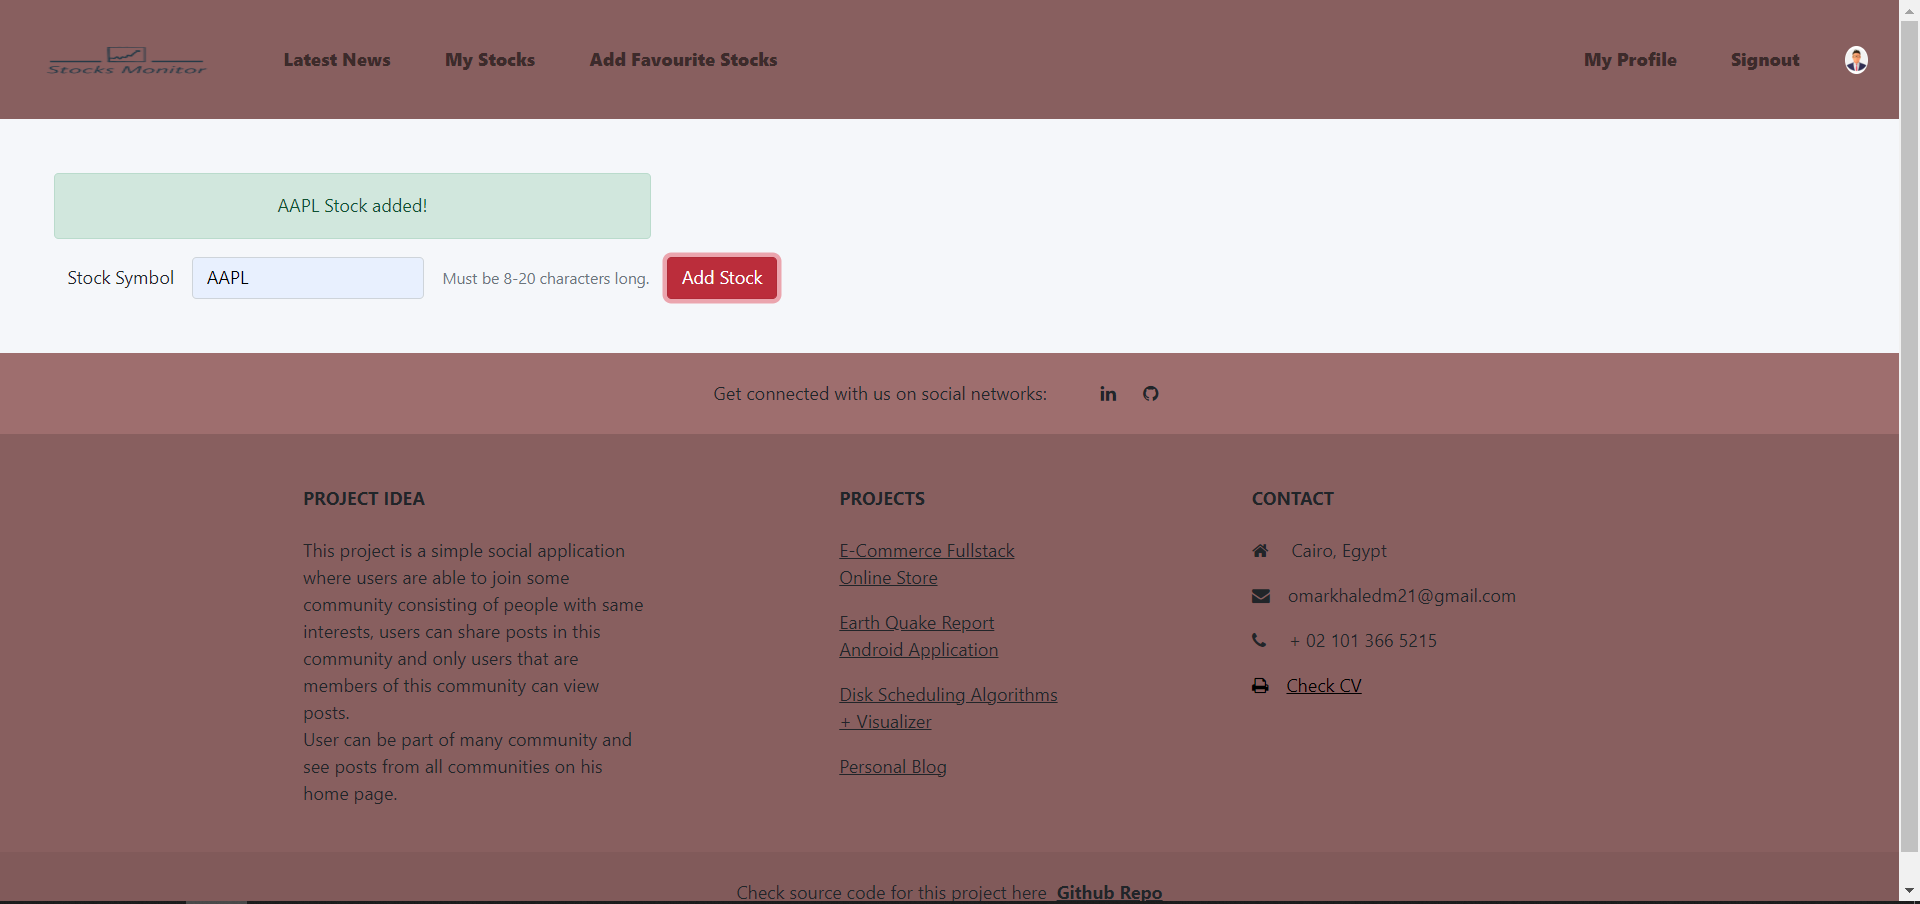 Stocks Monitor
Latest News
My Stocks
Add Favourite Stocks
My Profile
Signout
AAPL Stock added!
Stock Symbol
AAPL
Must be 8-20 characters long.
Add Stock
Get connected with us on social networks:
in
PROJECT IDEA
This project is a simple social application
where users are able to join some
community consisting of people with same
interests, users can share posts in this
community and only users that are
members of this community can view
posts.
User can be part of many community and
see posts from all communities on his
home page.
PROJECTS
E-Commerce Fullstack
Online Store
Earth Quake Report
Android Application
Disk Scheduling Algorithms
+ Visualizer
Personal Blog
CONTACT
Cairo, Egypt
omarkhaledm21@gmail.com
+ 02 101 366 5215
Check CV
Check source code for this project here Github Repo